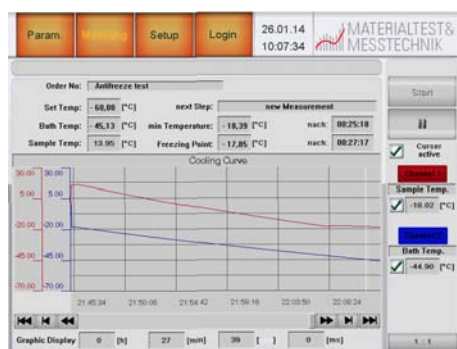 Param. Setup Login 26.01.14 10:07:34 MATERIALTEST& MESSTECHNIK
Order No: Antifreeze test
Start
Set Temp: - 60,00 [°C] next Step: new Measurement
Bath Temp: - 45,13 [°C] min Temperature: - 18,39 [°C] nach: 00:25:18
Sample Temp: 13.95 [°C] Freezing Point: - 17,85 [°C] nach: 00:27:17
Curser active
Cooling Curve
Channel 1
Sample Temp.
-18.02 [°C]
Channel 2
Bath Temp.
-44.90 [°C]
30.00 30.00
5.00 5.00
-20.00 -20.00
-45.00 -45.00
-70.00 -70.00
21:45:34 21:50:08 21:54:42 21:59:16 22:03:50 22:08:24
Graphic Display 0 [h] 27 [min] 39 [ ] 0 [ms]
1 : 1